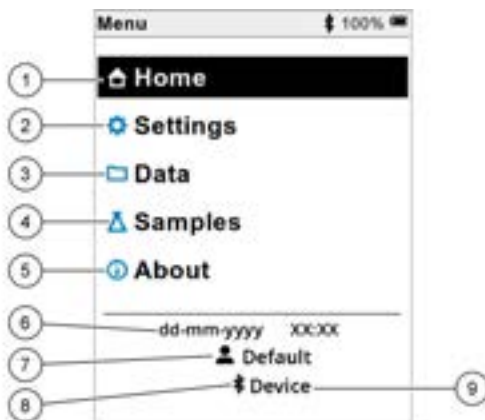 Menu 100%
1 Home
2 Settings
3 Data
4 Samples
5 About
6 dd-mm-yyyy XX:XX
7 Default
8 Device 9